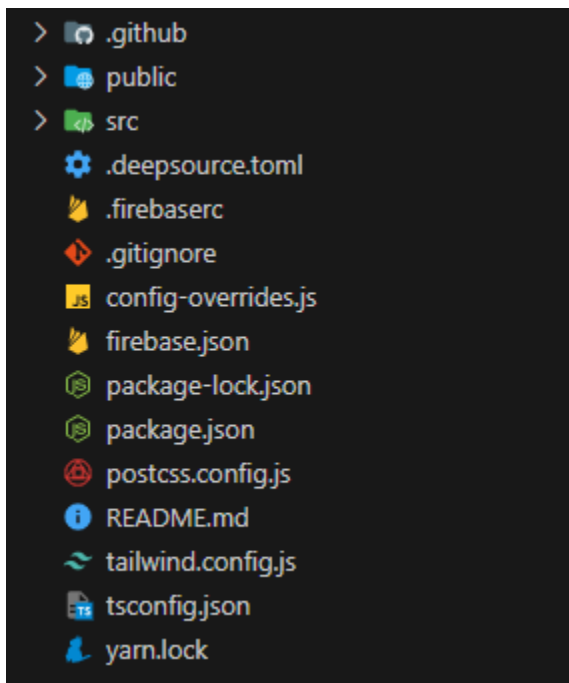 .github
public
src
.deepsource.toml
.firebaserc
.gitignore
config-overrides.js
firebase.json
package-lock.json
package.json
postcss.config.js
README.md
tailwind.config.js
tsconfig.json
yarn.lock